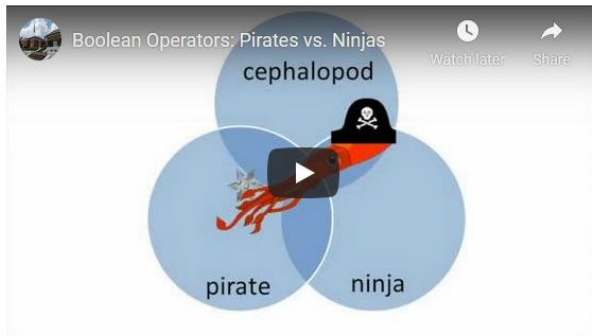 Boolean Operators: Pirates vs. Ninjas
Watch later
Share
cephalopod
pirate
ninja